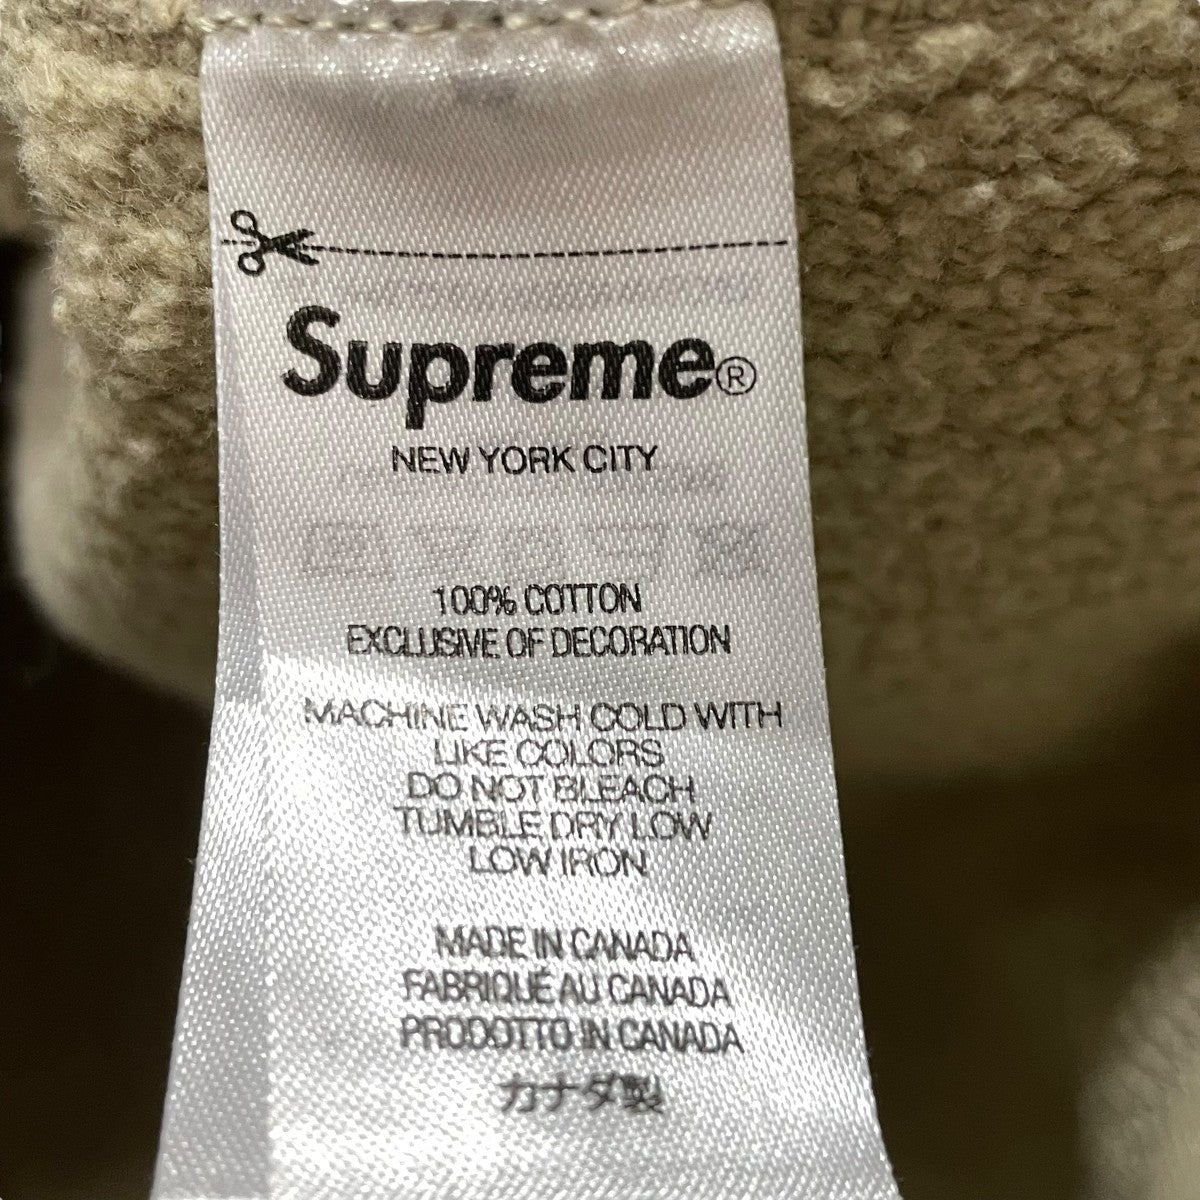 Supreme®
NEW YORK CITY
100% COTTON
EXCLUSIVE OF DECORATION
MACHINE WASH COLD WITH
LIKE COLORS
DO NOT BLEACH
TUMBLE DRY LOW
LOW IRON
MADE IN CANADA
FABRIQUÉ AU CANADA
PRODOTTO IN CANADA
カナダ製